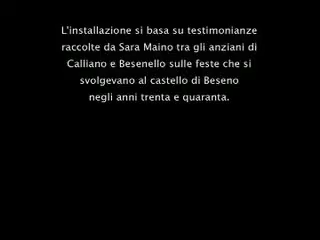 L'installazione si basa su testimonianze
raccolte da Sara Maino tra gli anziani di
Calliano e Besenello sulle feste che si
svolgevano al castello di Beseno
negli anni trenta e quaranta.